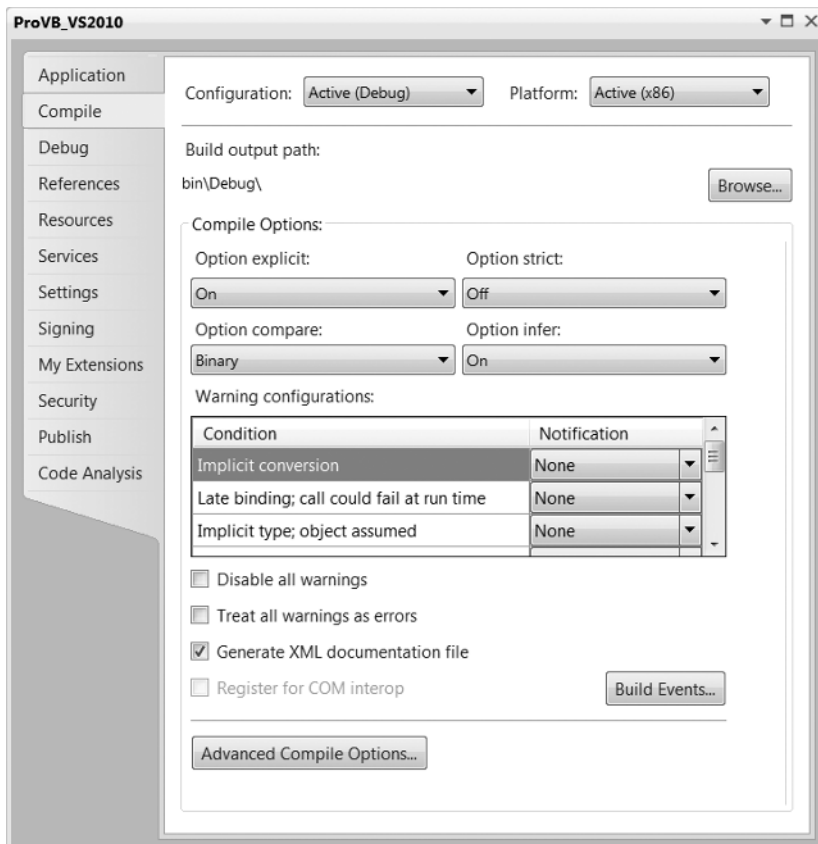 ProVB_VS2010
Application
Compile
Debug
References
Resources
Services
Settings
Signing
My Extensions
Security
Publish
Code Analysis
Configuration: Active (Debug) Platform: Active (x86)
Build output path:
bin\Debug\ Browse...
Compile Options:
Option explicit: Option strict:
On Off
Option compare: Option infer:
Binary On
Warning configurations:
Condition Notification
Implicit conversion None
Late binding; call could fail at run time None
Implicit type; object assumed None
Disable all warnings
Treat all warnings as errors
Generate XML documentation file
Register for COM interop Build Events...
Advanced Compile Options...